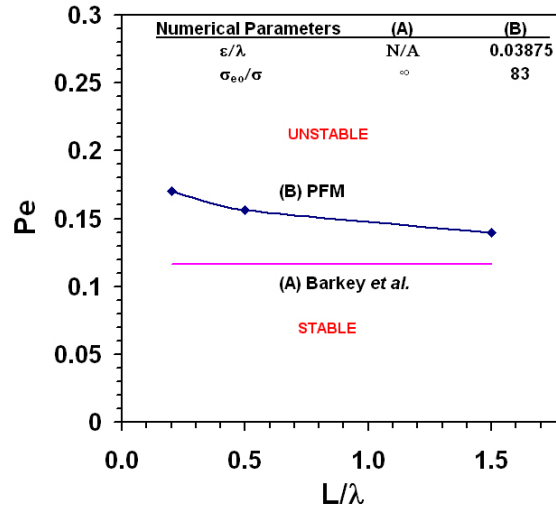 0.3
Numerical Parameters (A) (B)
ε/λ N/A 0.03875
σeo/σ ∞ 83
0.25
UNSTABLE
0.2
(B) PFM
0.15
Pe
0.1
(A) Barkey et al.
STABLE
0.05
0
0.0 0.5 1.0 1.5
L/λ